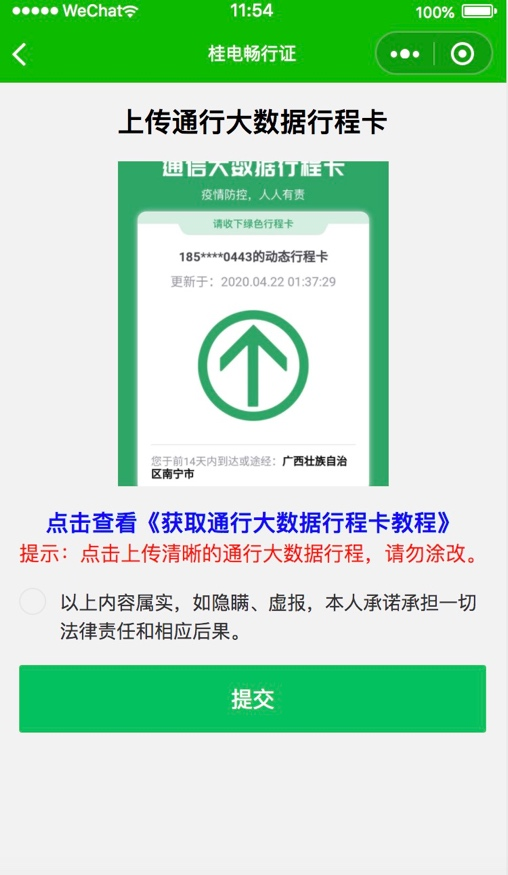 WeChat
11:54
100%
桂电畅行证
上传通行大数据行程卡
通信大数据行程卡
疫情防控，人人有责
请收下绿色行程卡
185****0443的动态行程卡
更新于：2020.04.22 01:37:29
您于前14天内到达或途经：广西壮族自治
区南宁市
点击查看《获取通行大数据行程卡教程》
提示：点击上传清晰的通行大数据行程，请勿涂改。
以上内容属实，如隐瞒、虚报，本人承诺承担一切
法律责任和相应后果。
提交